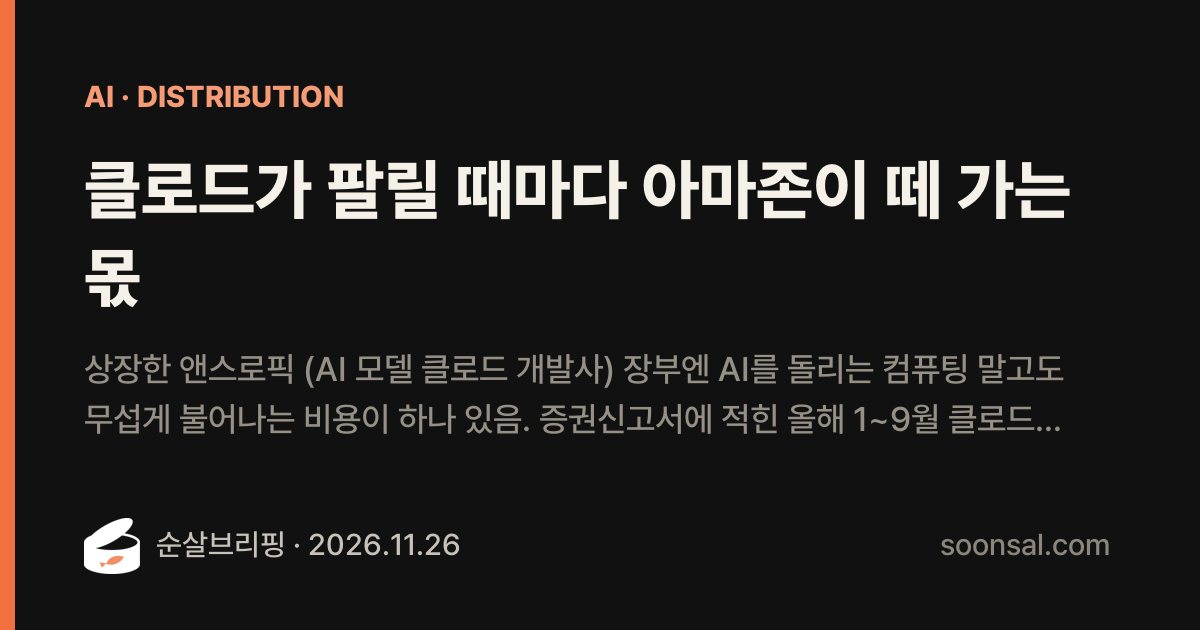 AI · DISTRIBUTION
클로드가 팔릴 때마다 아마존이 떼 가는
몫
상장한 앤스로픽 (AI 모델 클로드 개발사) 장부엔 AI를 돌리는 컴퓨팅 말고도
무섭게 불어나는 비용이 하나 있음. 증권신고서에 적힌 올해 1~9월 클로드...
순살브리핑 · 2026.11.26
soonsal.com